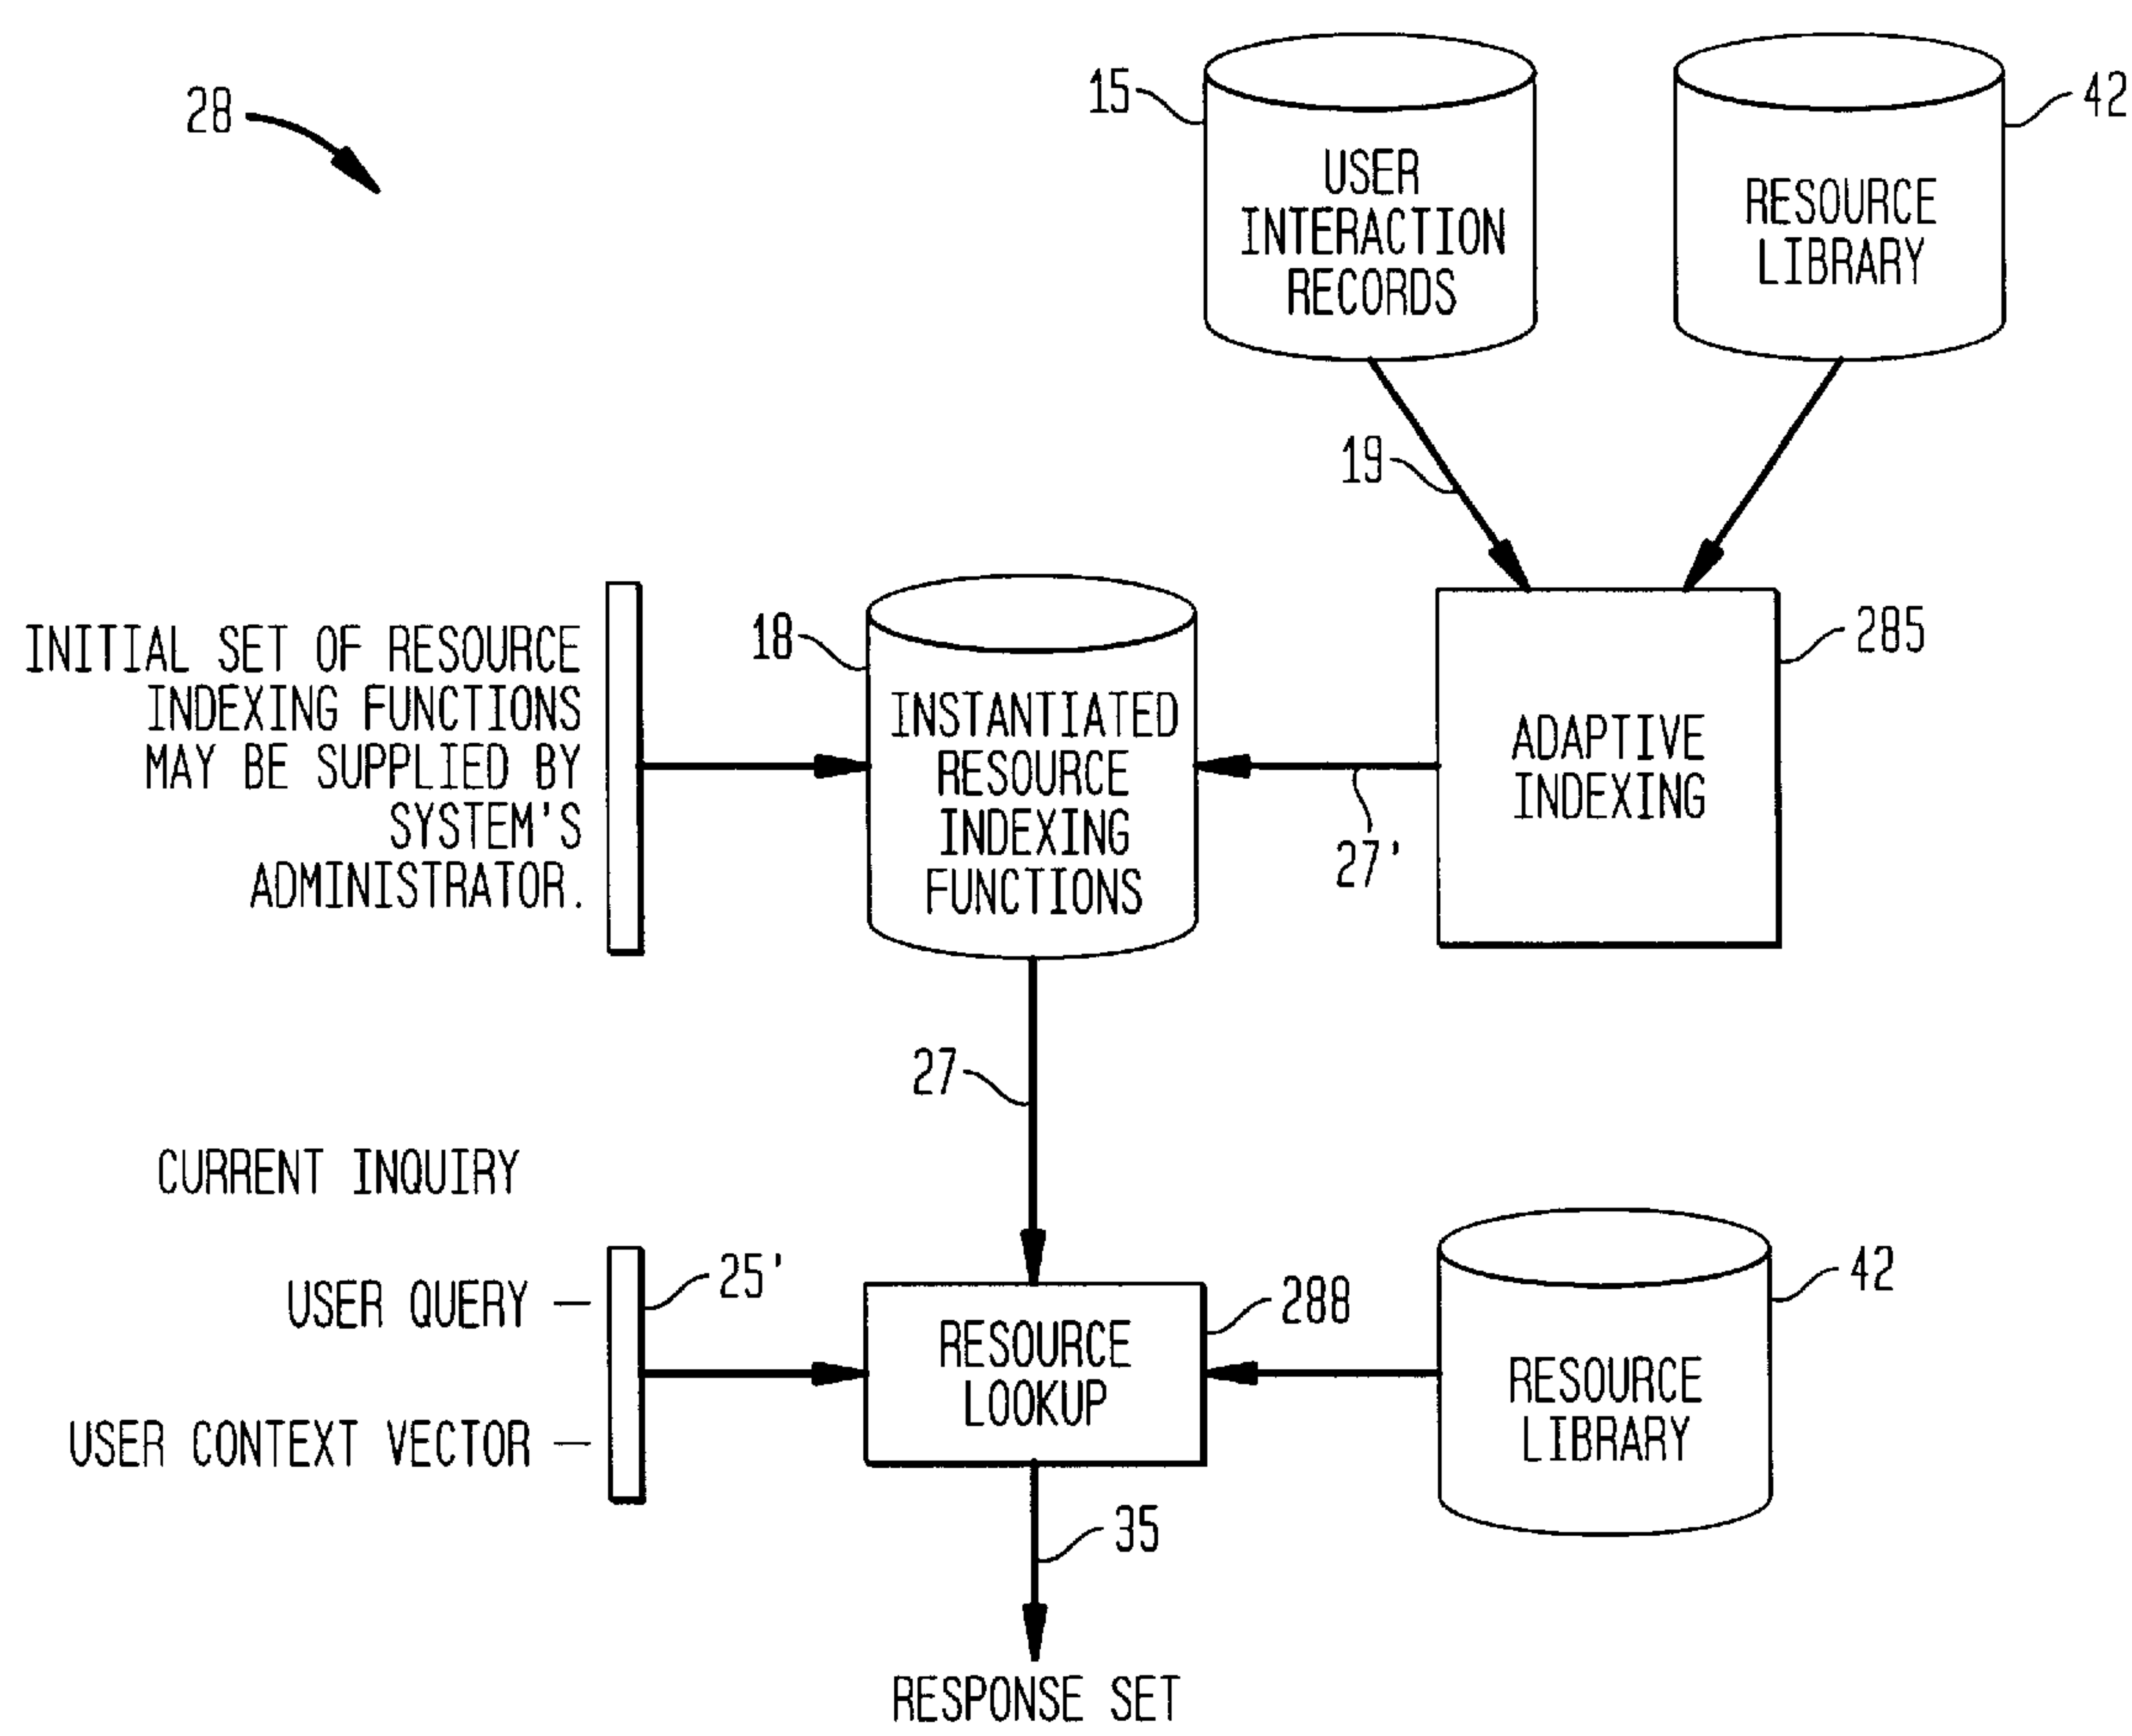 28
15
USER
INTERACTION
RECORDS
42
RESOURCE
LIBRARY
19
INITIAL SET OF RESOURCE
INDEXING FUNCTIONS
MAY BE SUPPLIED BY
SYSTEM'S
ADMINISTRATOR.
18
INSTANTIATED
RESOURCE
INDEXING
FUNCTIONS
27'
285
ADAPTIVE
INDEXING
27
CURRENT INQUIRY
USER QUERY –
USER CONTEXT VECTOR –
25'
288
RESOURCE
LOOKUP
42
RESOURCE
LIBRARY
35
RESPONSE SET